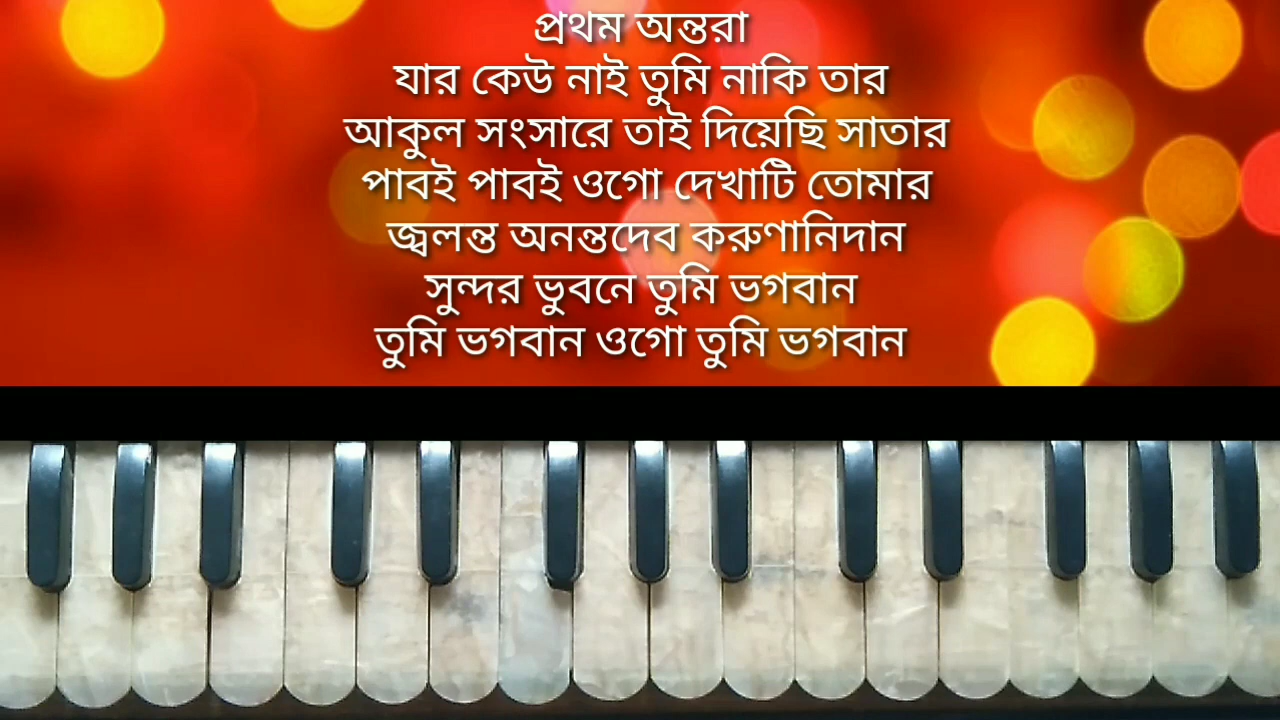 প্রথম অন্তরা
যার কেউ নাই তুমি নাকি তার
আকুল সংসারে তাই দিয়েছি সাতার
পাবই পাবই ওগো দেখাটি তোমার
জ্বলন্ত অনন্তদেব করুণানিদান
সুন্দর ভুবনে তুমি ভগবান
তুমি ভগবান ওগো তুমি ভগবান